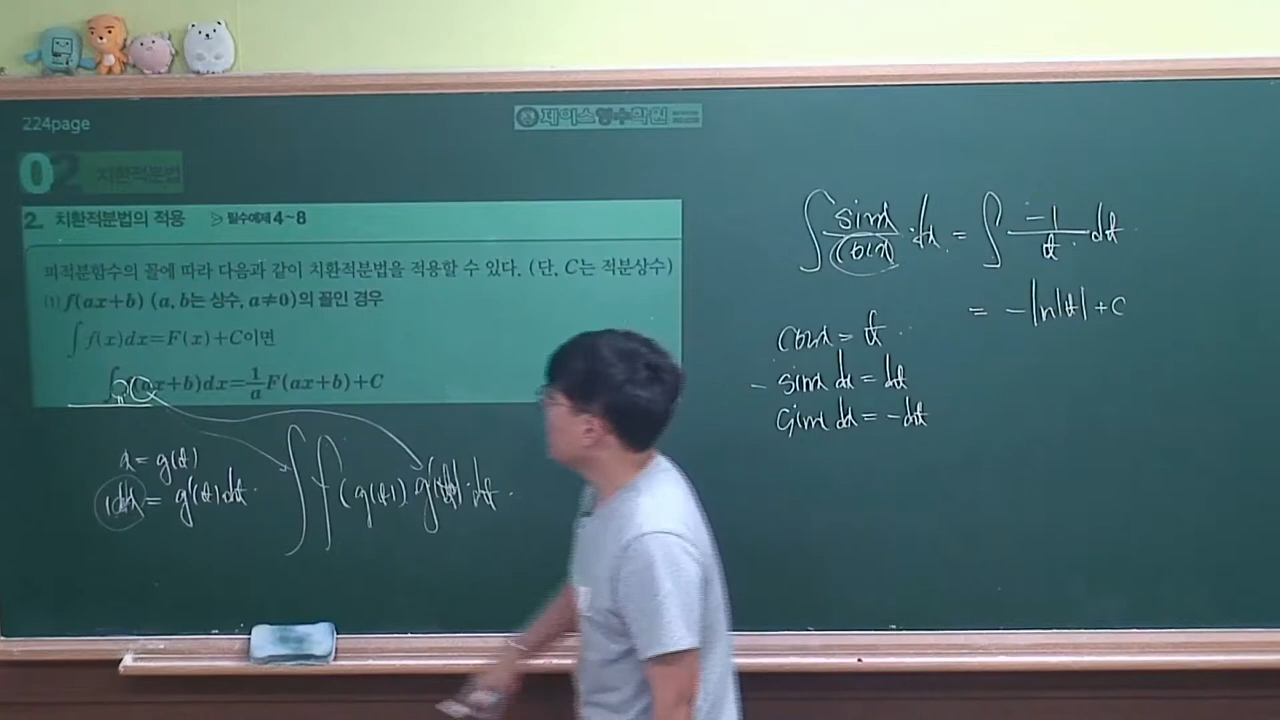 224page
제이스영수학원
02 치환적분법
2. 치환적분법의 적용 ≫ 필수예제 4~8
피적분함수의 꼴에 따라 다음과 같이 치환적분법을 적용할 수 있다. (단, C는 적분상수)
(1) f(ax+b) (a, b는 상수, a≠0)의 꼴인 경우
∫f(x)dx=F(x)+C이면
(ax+b)dx=1/a F(ax+b)+C
x = g(t)
1dx = g'(t)dt
∫f(g(t)) g'(t)·dt
∫ sinx/cosx dx = ∫ -1/t dt
= -ln|t|+C
cosx = t
-sinx dx = dt
sinx dx = -dt